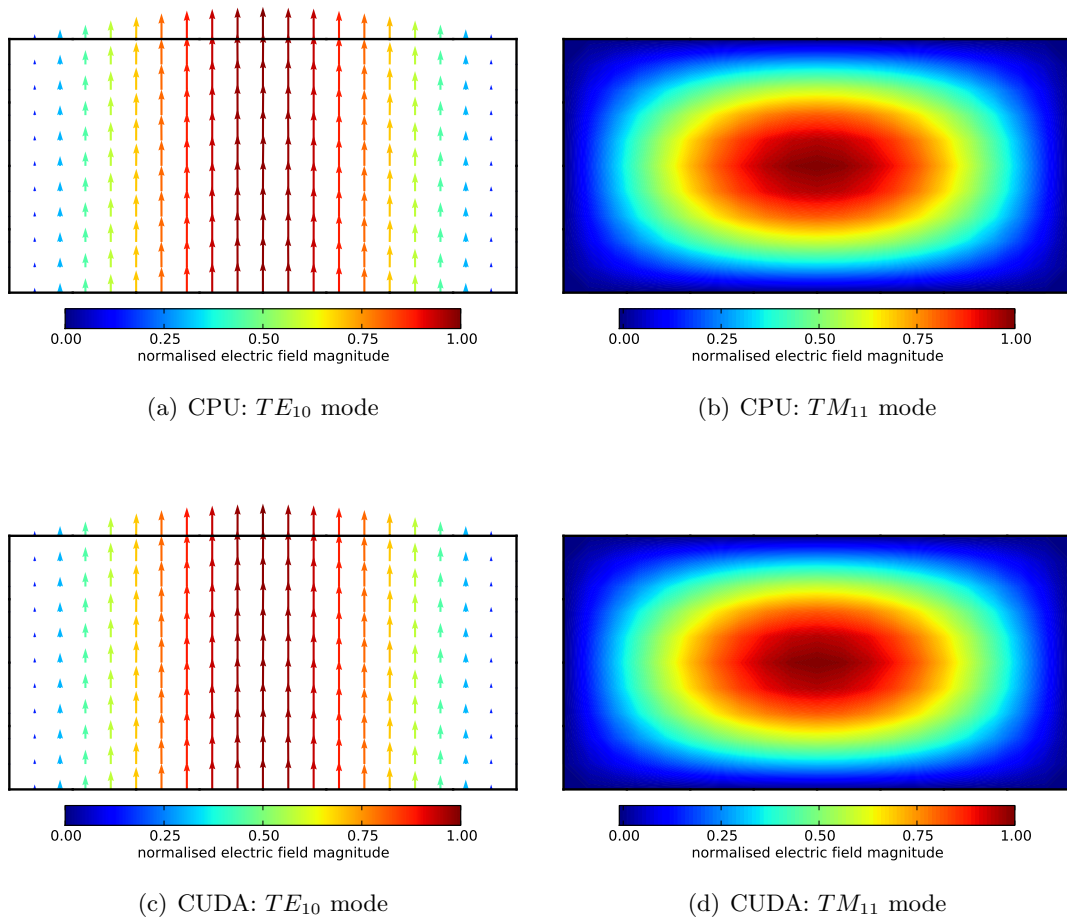 0.00 0.25 0.50 0.75 1.00
normalised electric field magnitude
0.00 0.25 0.50 0.75 1.00
normalised electric field magnitude
(a) CPU: TE10 mode
(b) CPU: TM11 mode
0.00 0.25 0.50 0.75 1.00
normalised electric field magnitude
0.00 0.25 0.50 0.75 1.00
normalised electric field magnitude
(c) CUDA: TE10 mode
(d) CUDA: TM11 mode